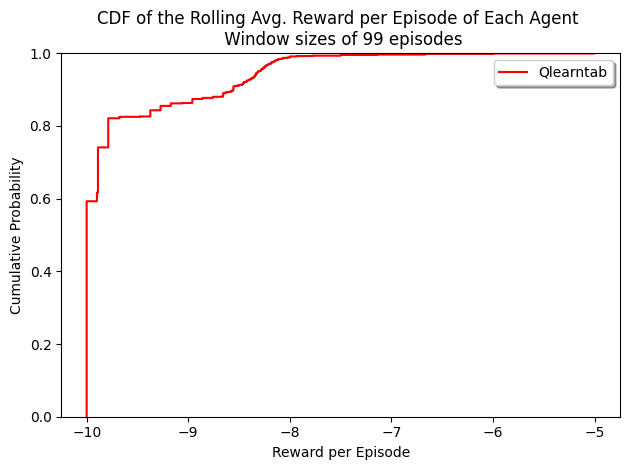 CDF of the Rolling Avg. Reward per Episode of Each Agent
Window sizes of 99 episodes
1.0
Qlearntab
0.8
0.6
0.4
0.2
0.0
Cumulative Probability
−10
−9
−8
−7
−6
−5
Reward per Episode